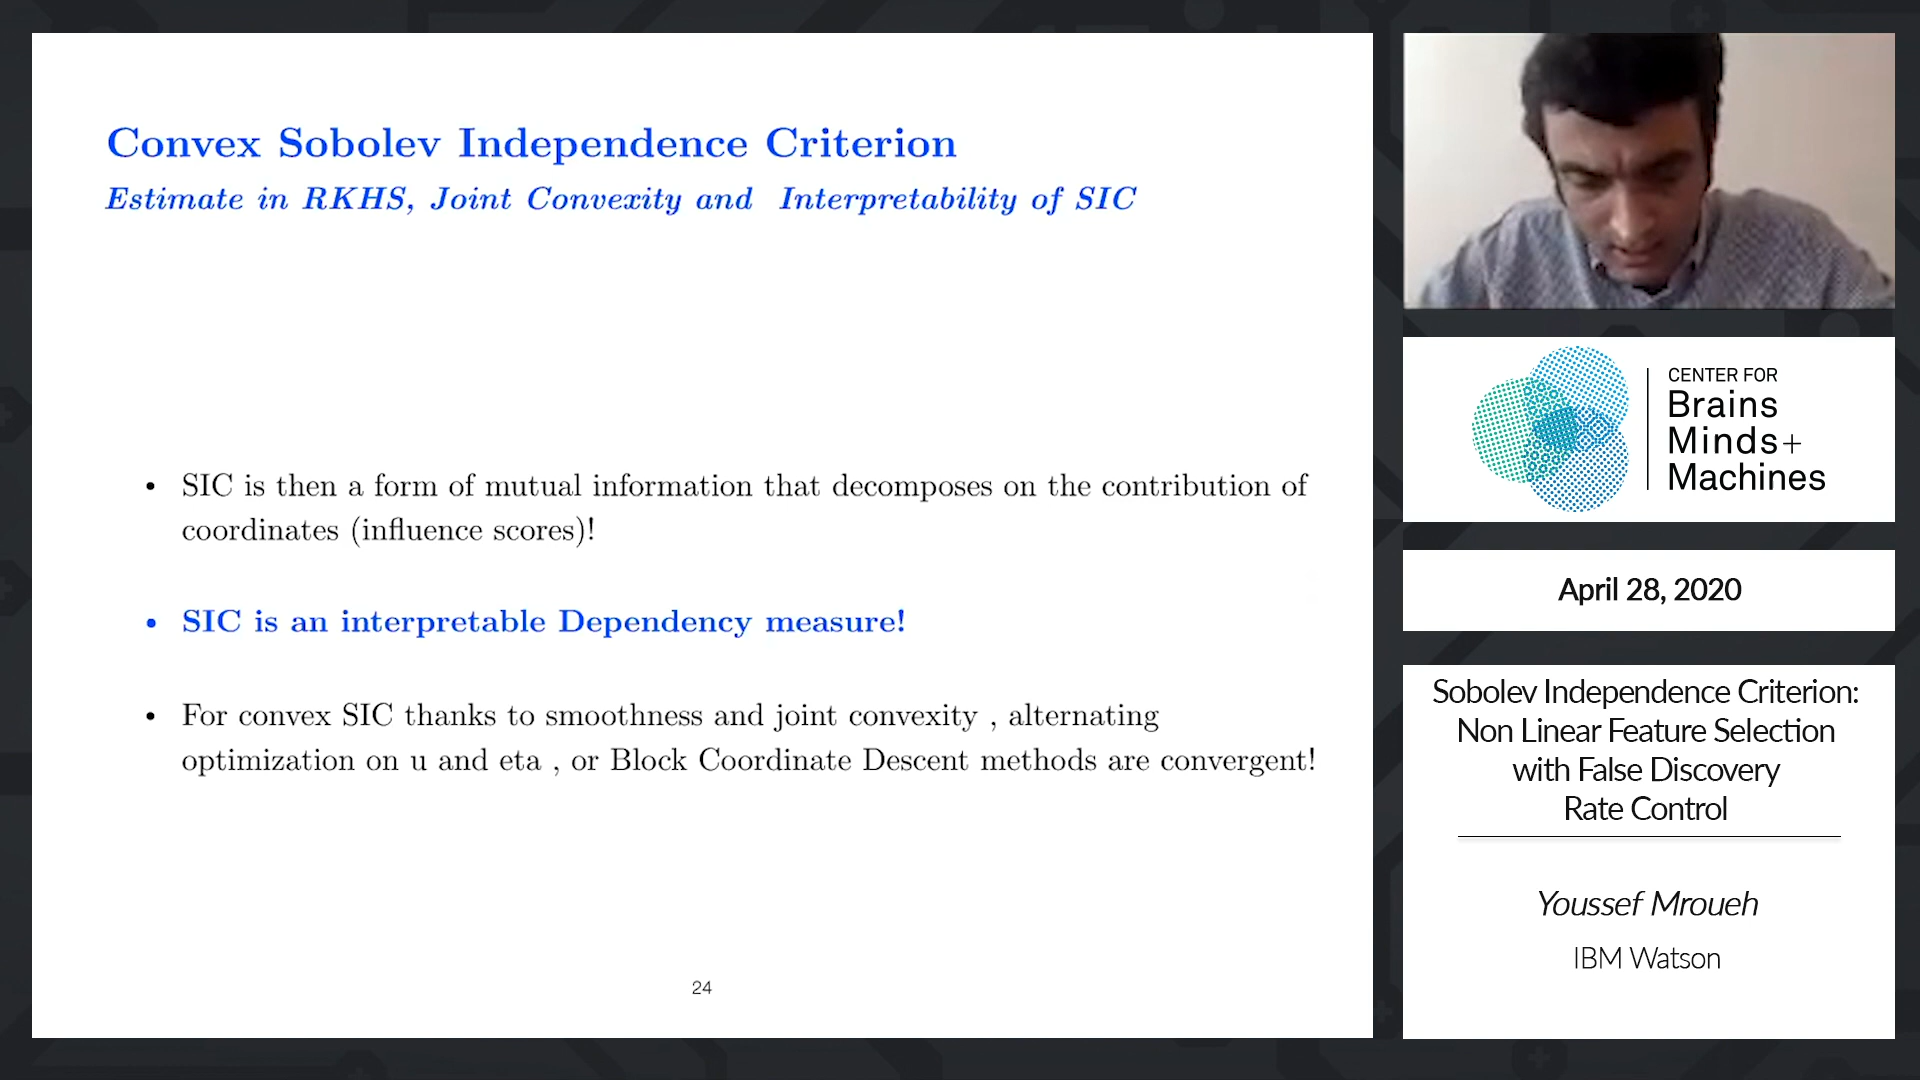 Convex Sobolev Independence Criterion
Estimate in RKHS, Joint Convexity and Interpretability of SIC
• SIC is then a form of mutual information that decomposes on the contribution of
coordinates (influence scores)!
• SIC is an interpretable Dependency measure!
• For convex SIC thanks to smoothness and joint convexity , alternating
optimization on u and eta , or Block Coordinate Descent methods are convergent!
24
CENTER FOR
Brains
Minds+
Machines
April 28, 2020
Sobolev Independence Criterion:
Non Linear Feature Selection
with False Discovery
Rate Control
Youssef Mroueh
IBM Watson